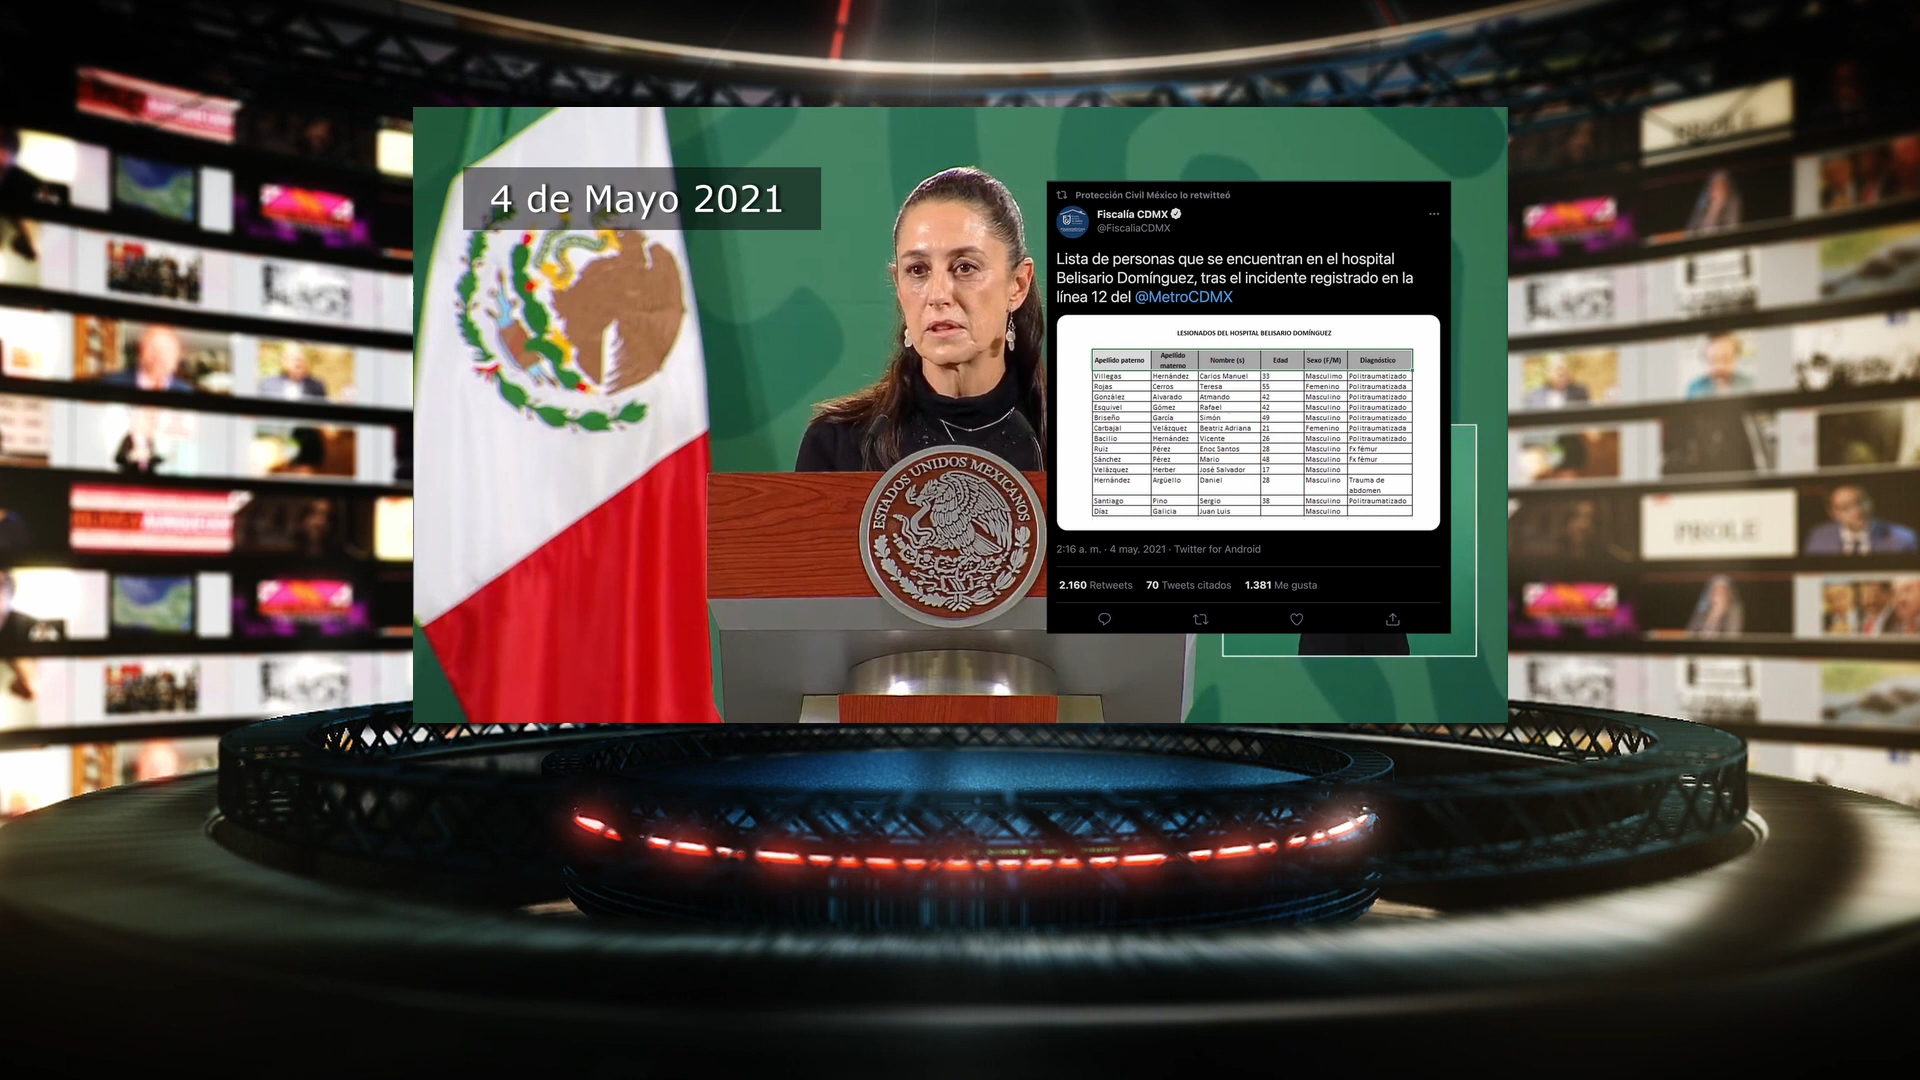 4 de Mayo 2021
ESTADOS UNIDOS MEXICANOS
Protección Civil México lo retwitteó
Fiscalía CDMX
@FiscaliaCDMX
Lista de personas que se encuentran en el hospital
Belisario Domínguez, tras el incidente registrado en la
línea 12 del @MetroCDMX
LESIONADOS DEL HOSPITAL BELISARIO DOMÍNGUEZ
Apellido paterno Apellido materno Nombre (s) Edad Sexo (F/M) Diagnóstico
Villegas Hernández Carlos Manuel 33 Masculino Politraumatizado
Rojas Cerros Teresa 55 Femenino Politraumatizada
González Alvarado Atmando 42 Masculino Politraumatizado
Esquivel Gómez Rafael 42 Masculino Politraumatizado
Briseño García Simón 49 Masculino Politraumatizado
Carbajal Velázquez Beatriz Adriana 21 Femenino Politraumatizada
Bacilio Hernández Vicente 26 Masculino Politraumatizado
Ruiz Pérez Enoc Santos 28 Masculino Fx fémur
Sánchez Pérez Mario 48 Masculino Fx fémur
Velázquez Herber José Salvador 17 Masculino
Hernández Argüello Daniel 28 Masculino Trauma de
abdomen
Santiago Pino Sergio 38 Masculino Politraumatizado
Díaz Galicia Juan Luis Masculino
2:16 a. m. · 4 may. 2021 · Twitter for Android
2.160 Retweets 70 Tweets citados 1.381 Me gusta
PROLE